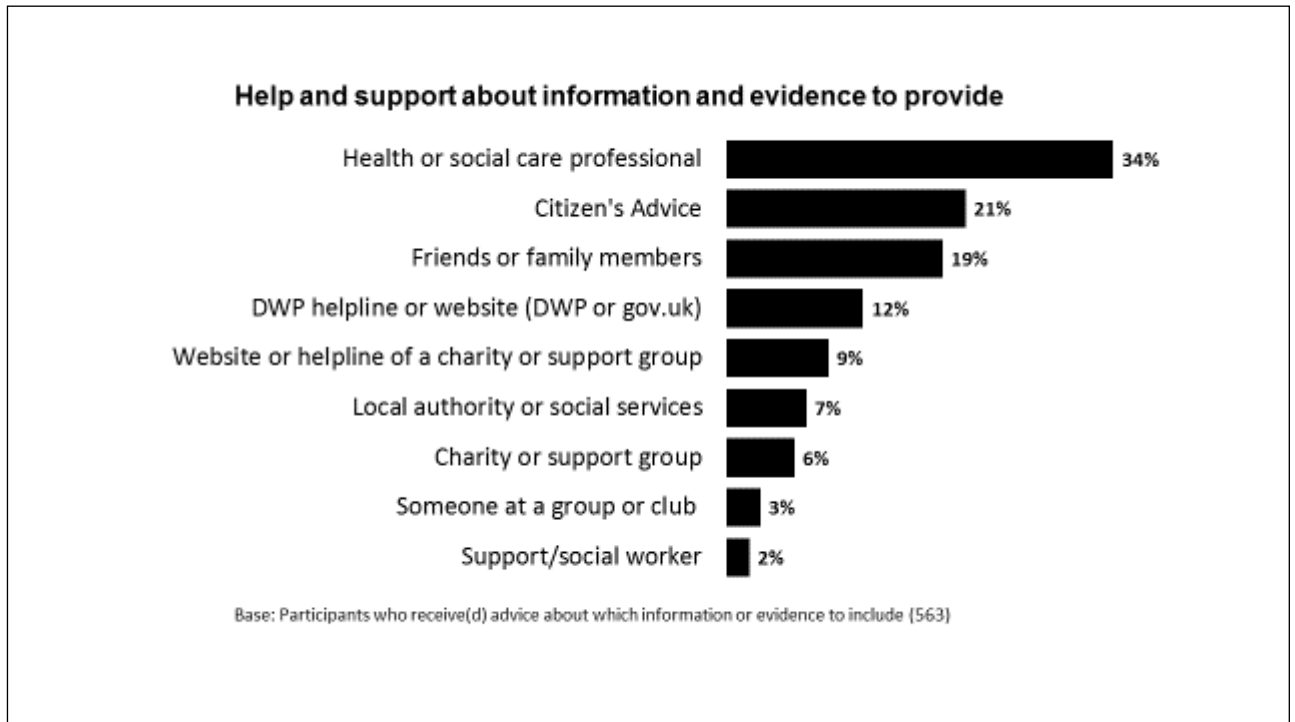 Help and support about information and evidence to provide
Health or social care professional 34%
Citizen's Advice 21%
Friends or family members 19%
DWP helpline or website (DWP or gov.uk) 12%
Website or helpline of a charity or support group 9%
Local authority or social services 7%
Charity or support group 6%
Someone at a group or club 3%
Support/social worker 2%
Base: Participants who receive(d) advice about which information or evidence to include (563)